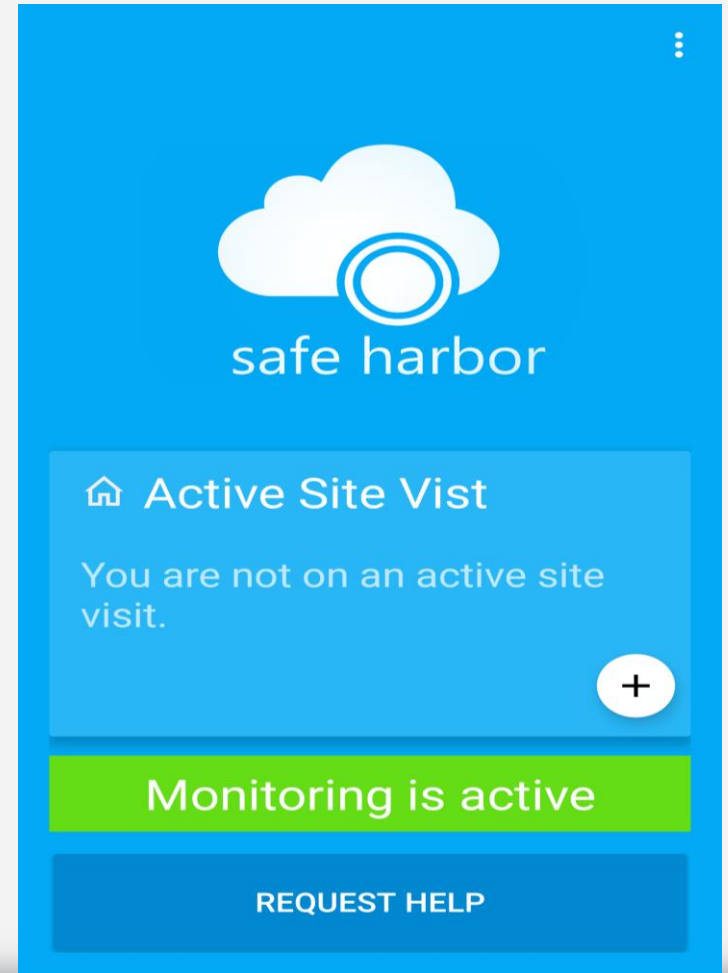 safe harbor
Active Site Vist
You are not on an active site
visit.
Monitoring is active
REQUEST HELP